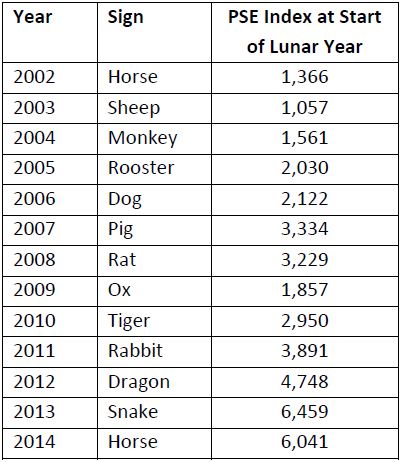 Year Sign PSE Index at Start
of Lunar Year
2002 Horse 1,366
2003 Sheep 1,057
2004 Monkey 1,561
2005 Rooster 2,030
2006 Dog 2,122
2007 Pig 3,334
2008 Rat 3,229
2009 Ox 1,857
2010 Tiger 2,950
2011 Rabbit 3,891
2012 Dragon 4,748
2013 Snake 6,459
2014 Horse 6,041